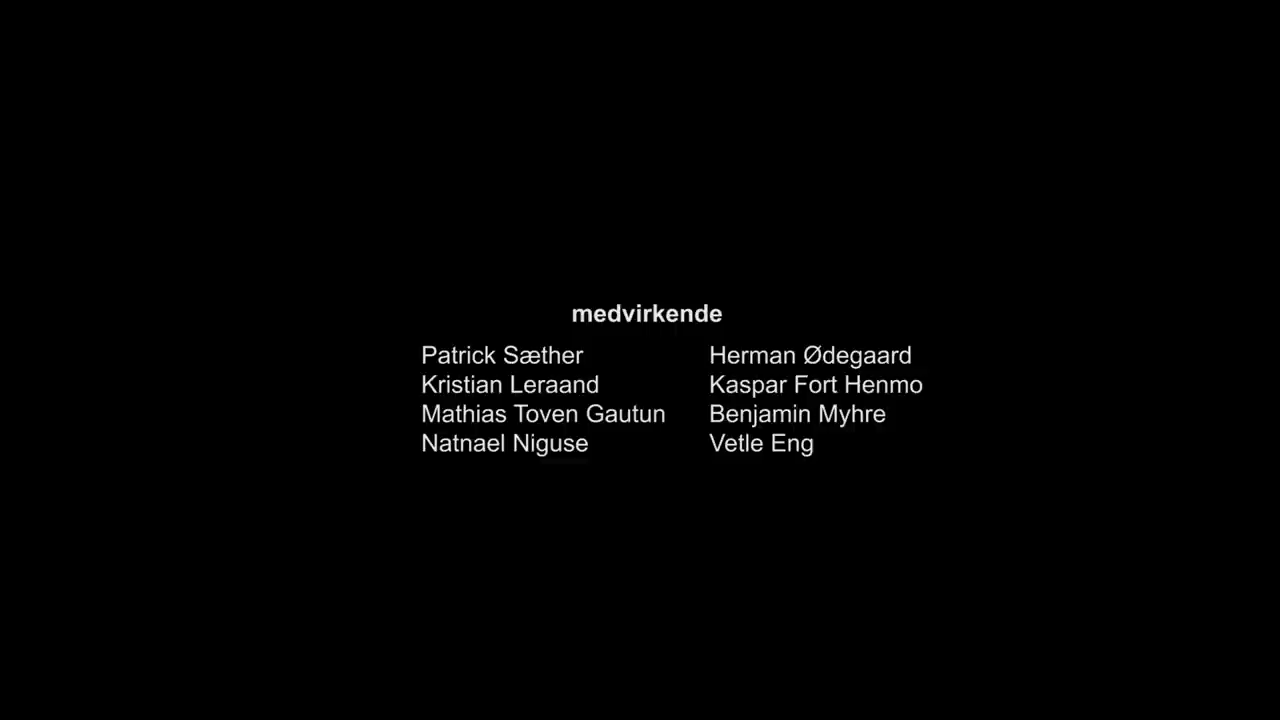 medvirkende
Patrick Sæther
Kristian Leraand
Mathias Toven Gautun
Natnael Niguse
Herman Ødegaard
Kaspar Fort Henmo
Benjamin Myhre
Vetle Eng